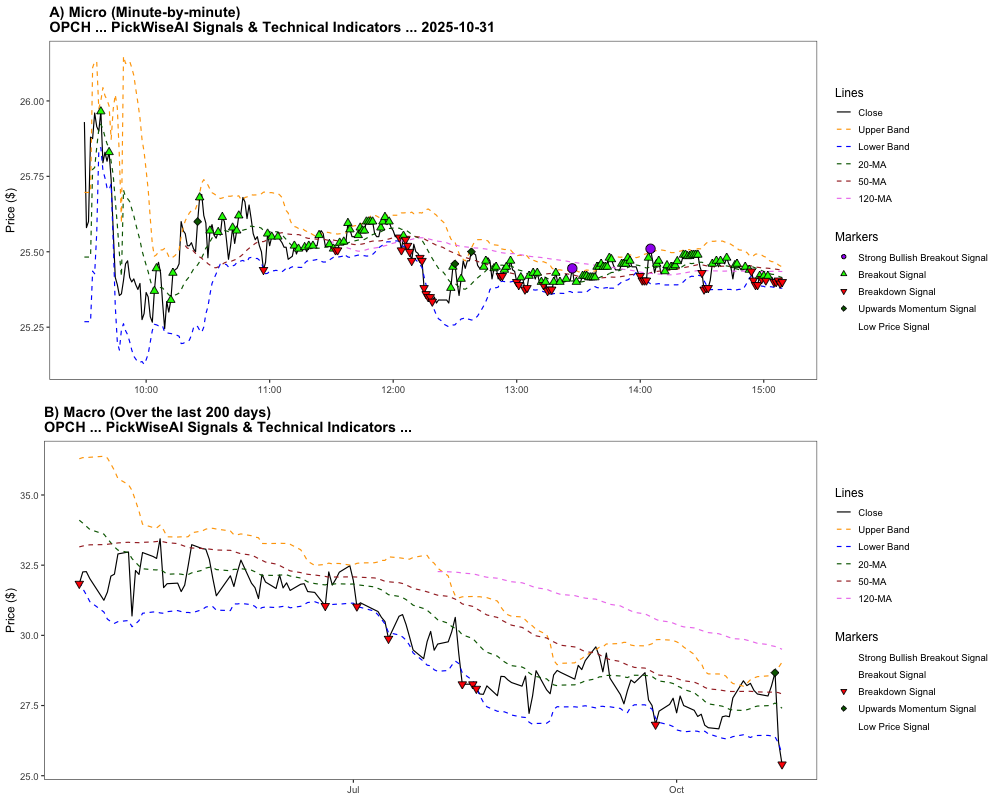 A) Micro (Minute-by-minute)
OPCH ... PickWiseAI Signals & Technical Indicators ... 2025-10-31
Price ($)
26.00
25.75
25.50
25.25
10:00
11:00
12:00
13:00
14:00
15:00
Lines
Close
Upper Band
Lower Band
20-MA
50-MA
120-MA
Markers
Strong Bullish Breakout Signal
Breakout Signal
Breakdown Signal
Upwards Momentum Signal
Low Price Signal
B) Macro (Over the last 200 days)
OPCH ... PickWiseAI Signals & Technical Indicators ...
Price ($)
35.0
32.5
30.0
27.5
25.0
Jul
Oct
Lines
Close
Upper Band
Lower Band
20-MA
50-MA
120-MA
Markers
Strong Bullish Breakout Signal
Breakout Signal
Breakdown Signal
Upwards Momentum Signal
Low Price Signal